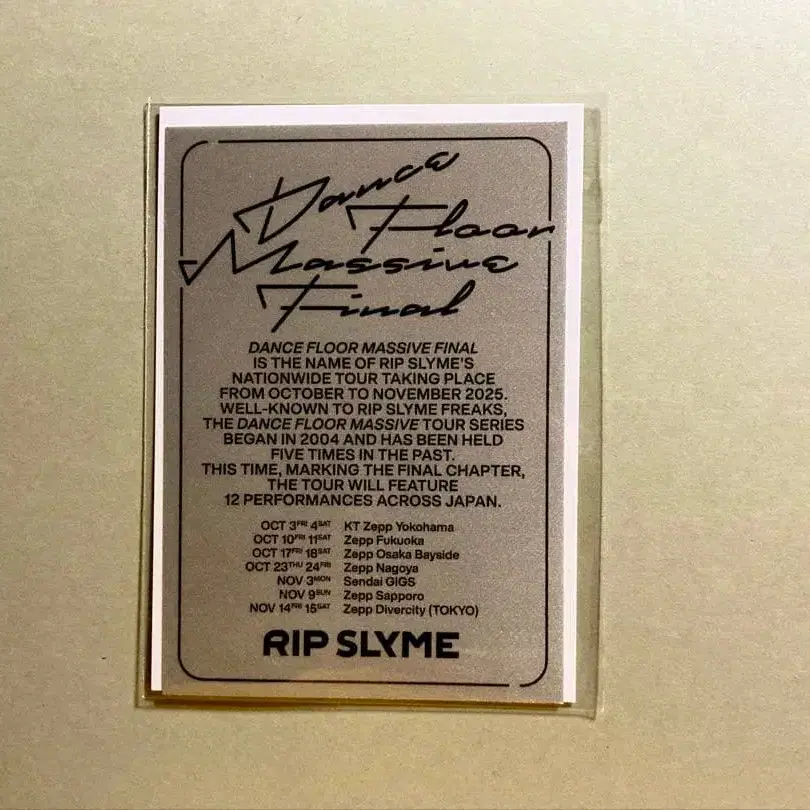 Dance
Floor
Massive
Final
DANCE FLOOR MASSIVE FINAL
IS THE NAME OF RIP SLYME'S
NATIONWIDE TOUR TAKING PLACE
FROM OCTOBER TO NOVEMBER 2025.
WELL-KNOWN TO RIP SLYME FREAKS,
THE DANCE FLOOR MASSIVE TOUR SERIES
BEGAN IN 2004 AND HAS BEEN HELD
FIVE TIMES IN THE PAST.
THIS TIME, MARKING THE FINAL CHAPTER,
THE TOUR WILL FEATURE
12 PERFORMANCES ACROSS JAPAN.
OCT 3FRI 4SAT KT Zepp Yokohama
OCT 10FRI 11SAT Zepp Fukuoka
OCT 17FRI 18SAT Zepp Osaka Bayside
OCT 23THU 24FRI Zepp Nagoya
NOV 3MON Sendai GIGS
NOV 9SUN Zepp Sapporo
NOV 14FRI 15SAT Zepp Divercity (TOKYO)
RIP SLYME